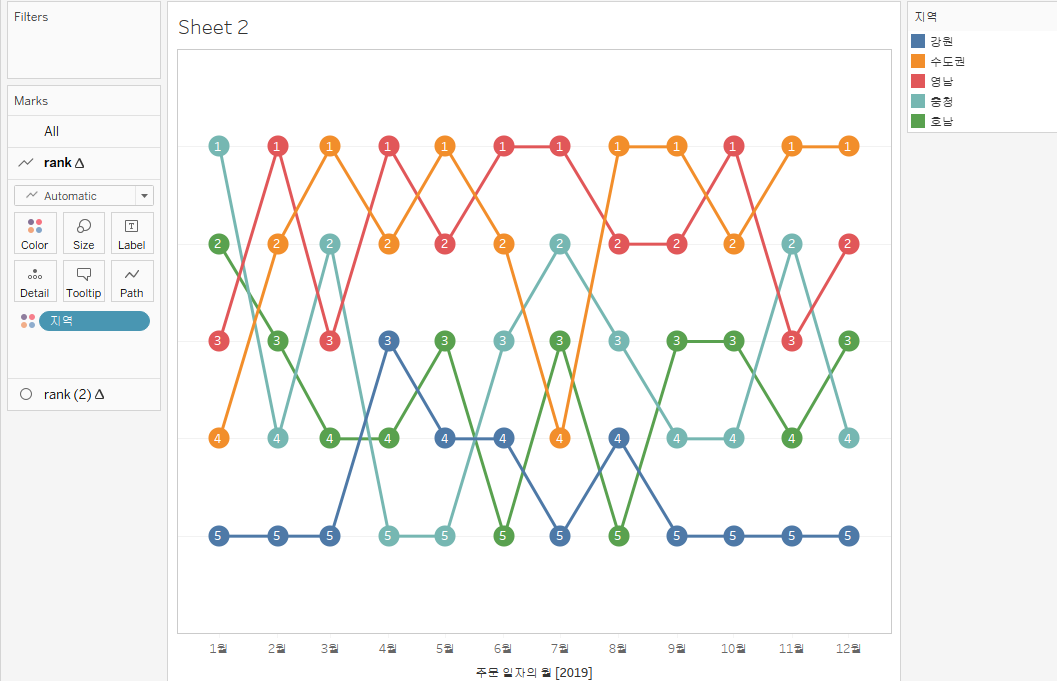 Filters
Marks
All
rank Δ
Automatic
Color Size Label
Detail Tooltip Path
지역
rank (2) Δ
Sheet 2
1 1 1 1 1 1 1 1 1 1 1 1
2 2 2 2 2 2 2 2 2 2 2 2
3 3 3 3 3 3 3 3 3 3 3 3
4 4 4 4 4 4 4 4 4 4 4 4
5 5 5 5 5 5 5 5 5 5 5 5
1월 2월 3월 4월 5월 6월 7월 8월 9월 10월 11월 12월
주문 일자의 월 [2019]
지역
강원
수도권
영남
충청
호남